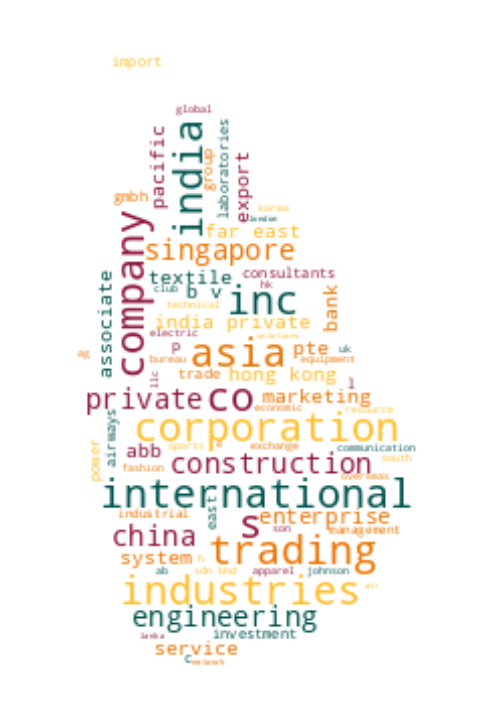 import
global
india
pacific
group
laboratories
export
gmbh
korea
london
company
far east
singapore
textile
consultants
associate
club
b v
hk
inc
technical
bank
india private
electric
p
asia
pte
uk
ag
bureau
equipment
trade
hong kong
llc
l
private
co
marketing
economic
resource
airways
corporation
power
abb
sports
e
exchange
communication
construction
south
fashion
overseas
international
east
industrial
s
enterprise
son
management
china
trading
system
h
ab
sdn bhd
apparel
johnson
industries
engineering
lanka
investment
service
c
network